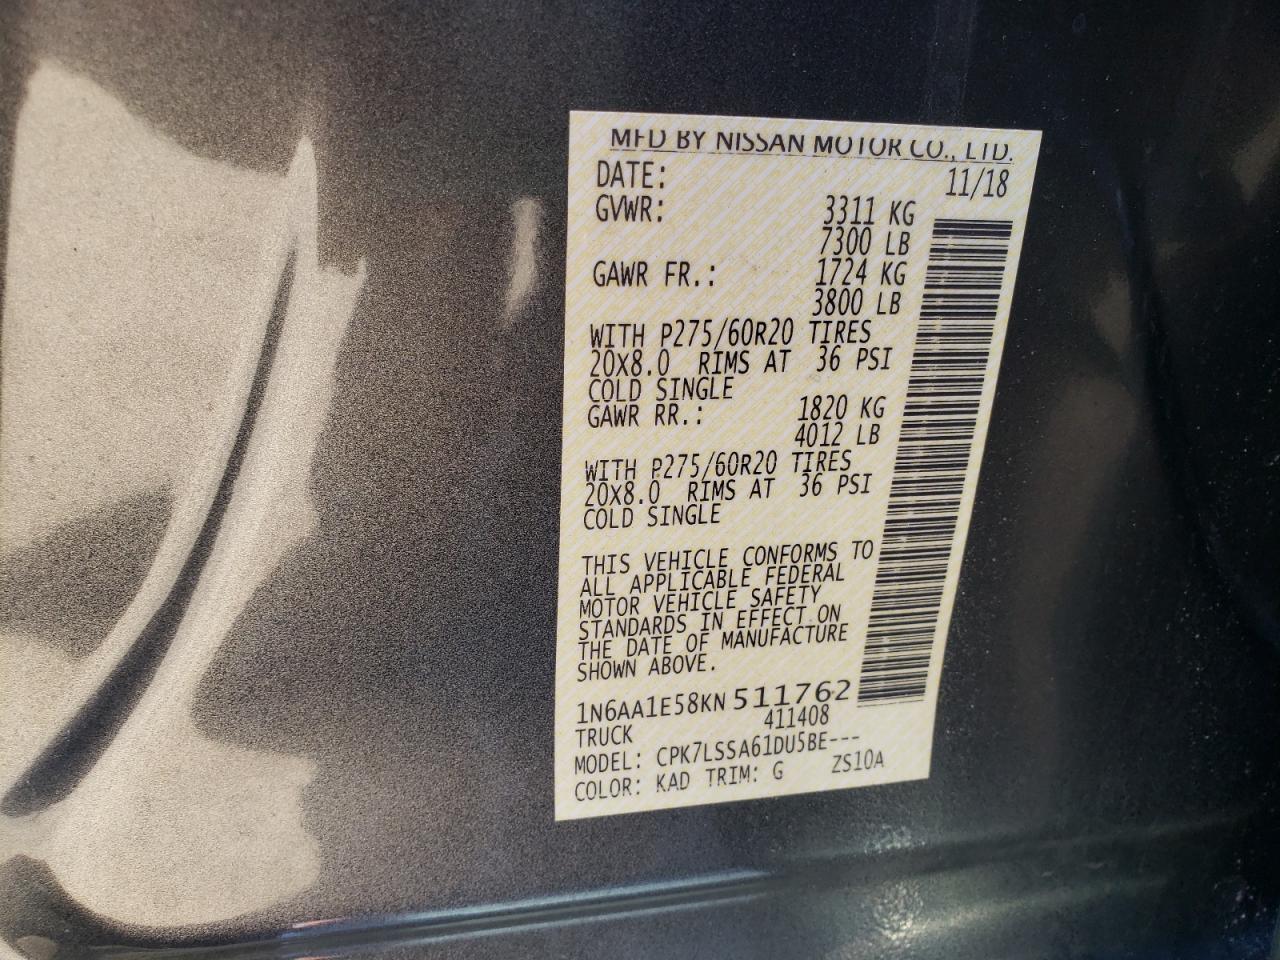 MFD BY NISSAN MOTOR CO., LTD.
DATE: 11/18
GVWR: 3311 KG
7300 LB
GAWR FR.: 1724 KG
3800 LB
WITH P275/60R20 TIRES
20X8.0 RIMS AT 36 PSI
COLD SINGLE
GAWR RR.: 1820 KG
4012 LB
WITH P275/60R20 TIRES
20X8.0 RIMS AT 36 PSI
COLD SINGLE
THIS VEHICLE CONFORMS TO
ALL APPLICABLE FEDERAL
MOTOR VEHICLE SAFETY
STANDARDS IN EFFECT ON
THE DATE OF MANUFACTURE
SHOWN ABOVE.
1N6AA1E58KN 511762
TRUCK 411408
MODEL: CPK7LSSA61DU5BE---
COLOR: KAD TRIM: G ZS10A